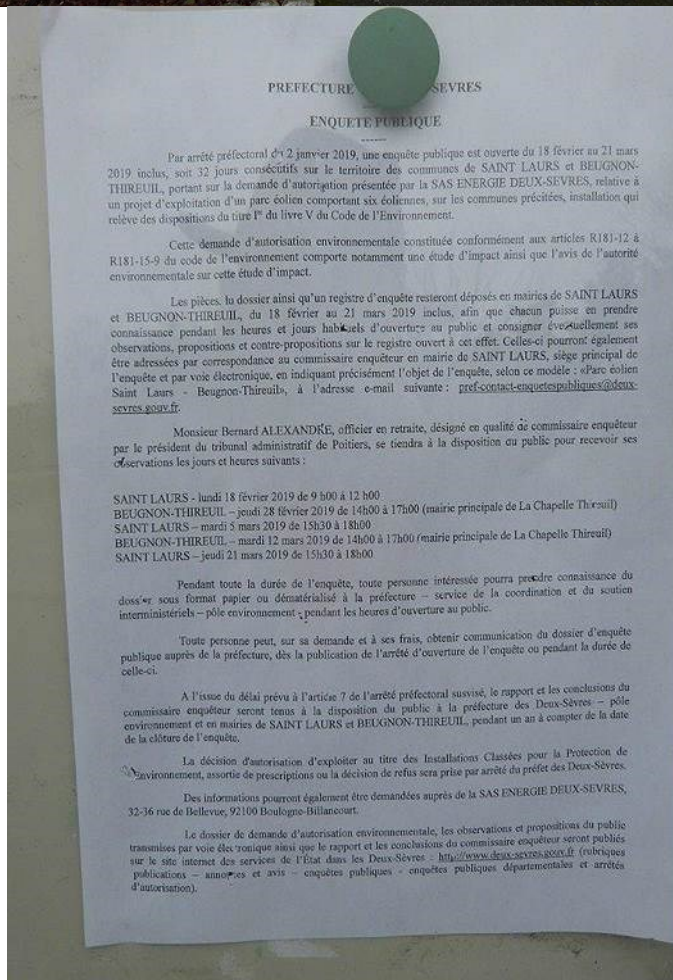 PREFECTURE SEVRES
ENQUETE PUBLIQUE
Par arrêté préfectoral du 2 janvier 2019, une enquête publique est ouverte du 18 février au 21 mars
2019 inclus, soit 32 jours consécutifs sur le territoire des communes de SAINT LAURS et BEUGNON-
THIREUIL, portant sur la demande d'autorisation présentée par la SAS ENERGIE DEUX-SEVRES, relative à
un projet d'exploitation d'un parc éolien comportant six éoliennes, sur les communes précitées, installation qui
relève des dispositions du titre Ier du livre V du Code de l'Environnement.
Cette demande d'autorisation environnementale constituée conformément aux articles R181-12 à
R181-15-9 du code de l'environnement comporte notamment une étude d'impact ainsi que l'avis de l'autorité
environnementale sur cette étude d'impact.
Les pièces du dossier ainsi qu'un registre d'enquête resteront déposés en mairies de SAINT LAURS
et BEUGNON-THIREUIL, du 18 février au 21 mars 2019 inclus, afin que chacun puisse en prendre
connaissance pendant les heures et jours habituels d'ouverture au public et consigner éventuellement ses
observations, propositions et contre-propositions sur le registre ouvert à cet effet. Celles-ci pourront également
être adressées par correspondance au commissaire enquêteur en mairie de SAINT LAURS, siège principal de
l'enquête et par voie électronique, en indiquant précisément l'objet de l'enquête, selon ce modèle : «Parc éolien
Saint Laurs - Beugnon-Thireuil», à l'adresse e-mail suivante : pref-contact-enquetespubliques@deux-
sevres.gouv.fr.
Monsieur Bernard ALEXANDRE, officier en retraite, désigné en qualité de commissaire enquêteur
par le président du tribunal administratif de Poitiers, se tiendra à la disposition du public pour recevoir ses
observations les jours et heures suivants :
SAINT LAURS - lundi 18 février 2019 de 9 h00 à 12 h00
BEUGNON-THIREUIL – jeudi 28 février 2019 de 14h00 à 17h00 (mairie principale de La Chapelle Thireuil)
SAINT LAURS – mardi 5 mars 2019 de 15h30 à 18h00
BEUGNON-THIREUIL – mardi 12 mars 2019 de 14h00 à 17h00 (mairie principale de La Chapelle Thireuil)
SAINT LAURS – jeudi 21 mars 2019 de 15h30 à 18h00
Pendant toute la durée de l'enquête, toute personne intéressée pourra prendre connaissance du
dossier sous format papier ou dématérialisé à la préfecture – service de la coordination et du soutien
interministériels – pôle environnement - pendant les heures d'ouverture au public.
Toute personne peut, sur sa demande et à ses frais, obtenir communication du dossier d'enquête
publique auprès de la préfecture, dès la publication de l'arrêté d'ouverture de l'enquête ou pendant la durée de
celle-ci.
A l'issue du délai prévu à l'article 7 de l'arrêté préfectoral susvisé, le rapport et les conclusions du
commissaire enquêteur seront tenus à la disposition du public à la préfecture des Deux-Sèvres – pôle
environnement et en mairies de SAINT LAURS et BEUGNON-THIREUIL, pendant un an à compter de la date
de la clôture de l'enquête.
La décision d'autorisation d'exploiter au titre des Installations Classées pour la Protection de
l'Environnement, assortie de prescriptions ou la décision de refus sera prise par arrêté du préfet des Deux-Sèvres.
Des informations pourront également être demandées auprès de la SAS ENERGIE DEUX-SEVRES,
32-36 rue de Bellevue, 92100 Boulogne-Billancourt.
Le dossier de demande d'autorisation environnementale, les observations et propositions du public
transmises par voie électronique ainsi que le rapport et les conclusions du commissaire enquêteur seront publiés
sur le site internet des services de l'État dans les Deux-Sèvres : http://www.deux-sevres.gouv.fr (rubriques
publications – annonces et avis – enquêtes publiques - enquêtes publiques départementales et arrêtés
d'autorisation).